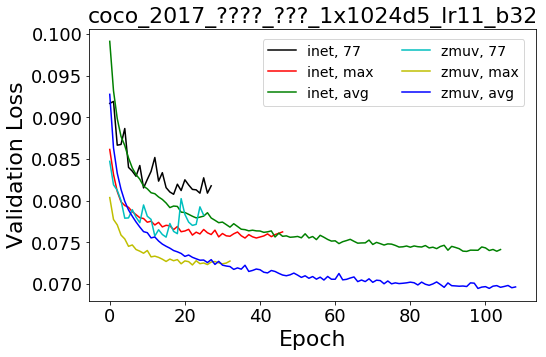 coco_2017_????_???_1x1024d5_lr11_b32
Validation Loss
0.100
0.095
0.090
0.085
0.080
0.075
0.070
inet, 77
inet, max
inet, avg
zmuv, 77
zmuv, max
zmuv, avg
0 20 40 60 80 100
Epoch